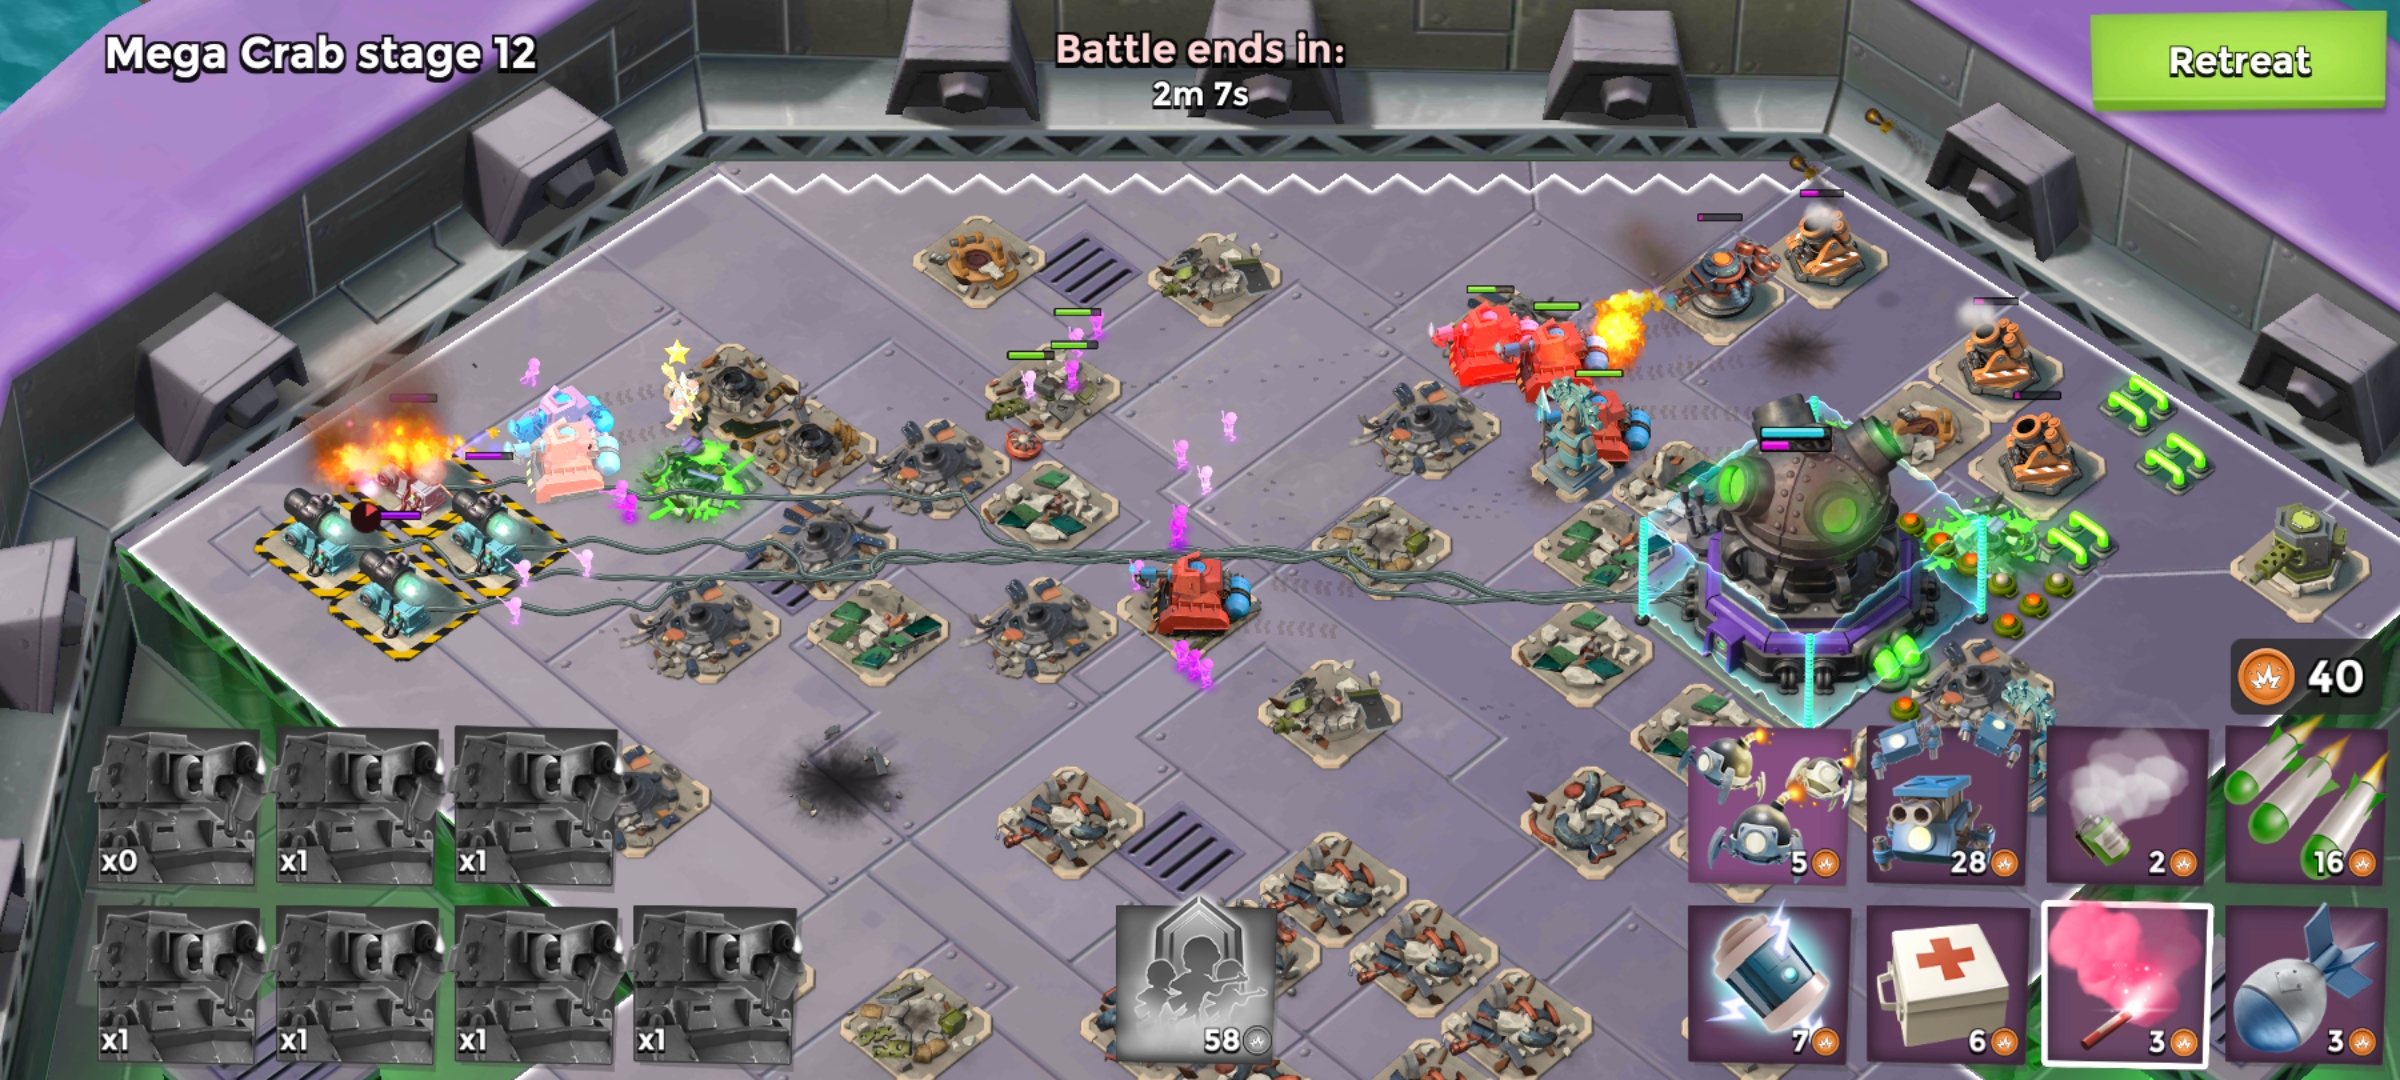 Mega Crab stage 12
Battle ends in:
2m 7s
Retreat
40
x0
x1
x1
5
28
2
16
x1
x1
x1
x1
58
7
6
3
3